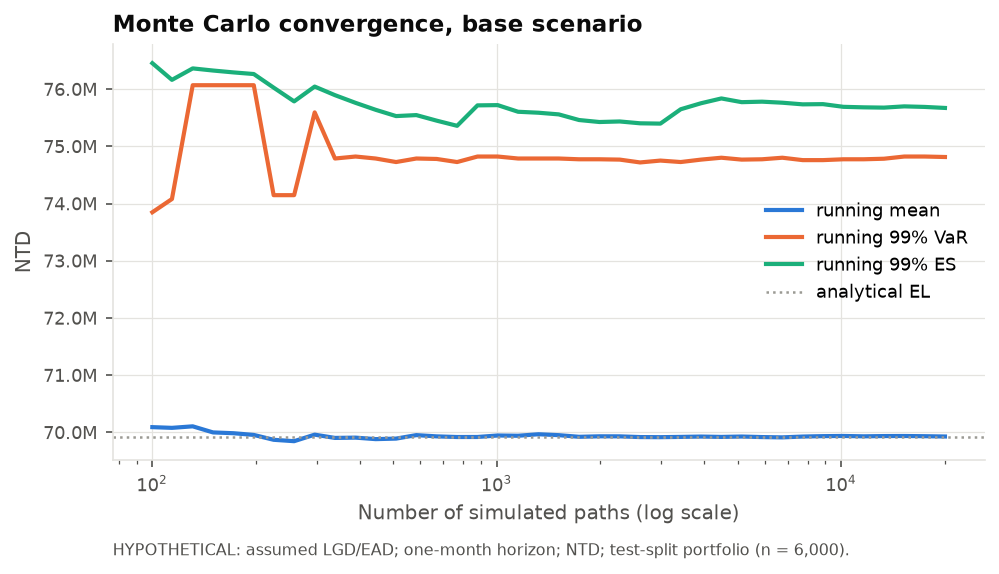 Monte Carlo convergence, base scenario
76.0M
75.0M
74.0M
73.0M
72.0M
71.0M
70.0M
NTD
running mean
running 99% VaR
running 99% ES
analytical EL
10²
10³
10⁴
Number of simulated paths (log scale)
HYPOTHETICAL: assumed LGD/EAD; one-month horizon; NTD; test-split portfolio (n = 6,000).